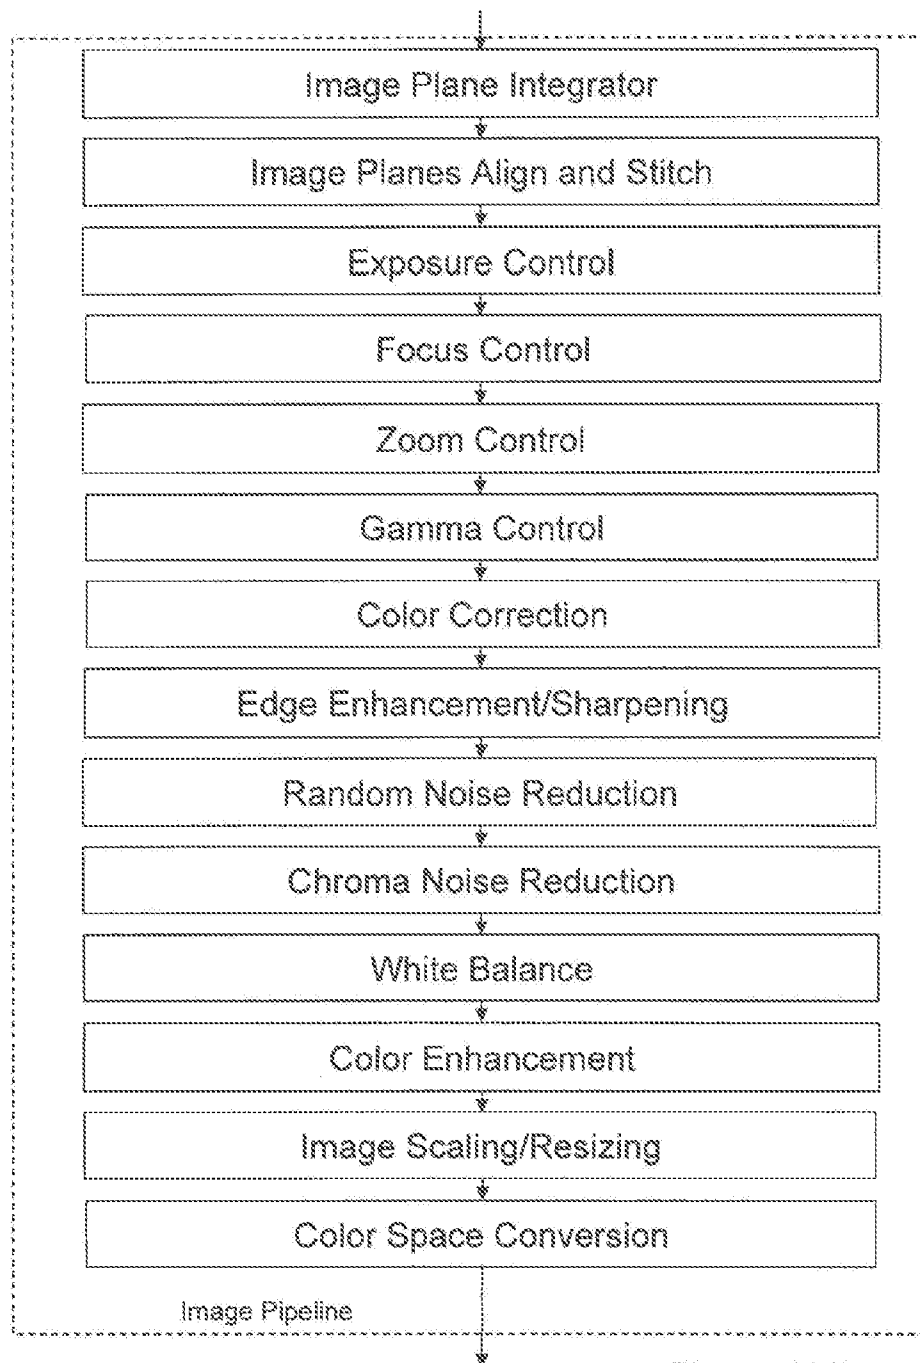 Image Plane Integrator
Image Planes Align and Stitch
Exposure Control
Focus Control
Zoom Control
Gamma Control
Color Correction
Edge Enhancement/Sharpening
Random Noise Reduction
Chroma Noise Reduction
White Balance
Color Enhancement
Image Scaling/Resizing
Color Space Conversion
Image Pipeline